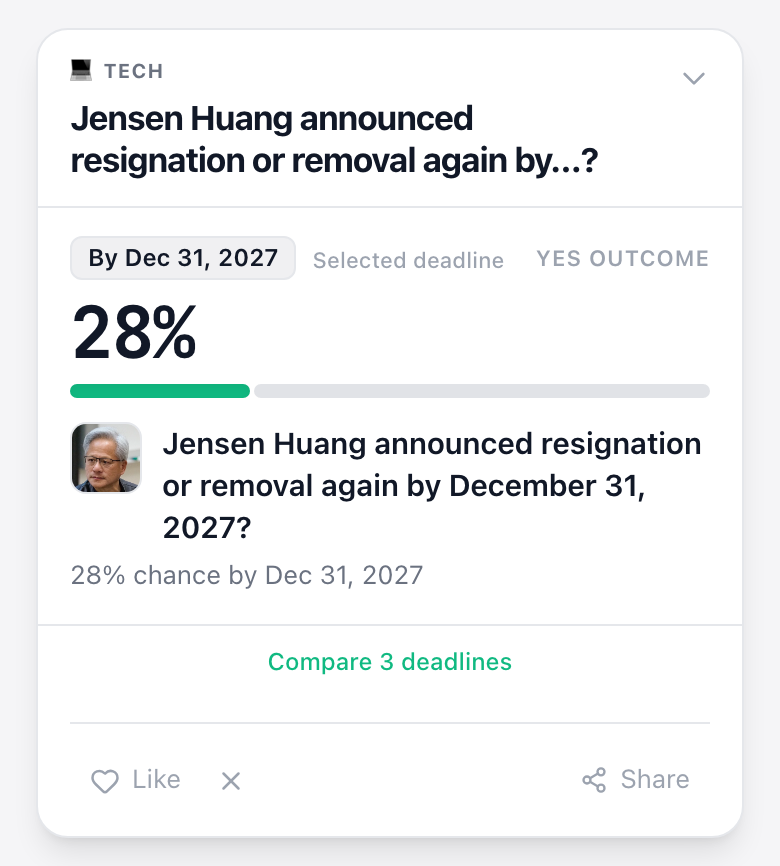 TECH
Jensen Huang announced
resignation or removal again by...?
By Dec 31, 2027 Selected deadline YES OUTCOME
28%
Jensen Huang announced resignation
or removal again by December 31,
2027?
28% chance by Dec 31, 2027
Compare 3 deadlines
Like Share